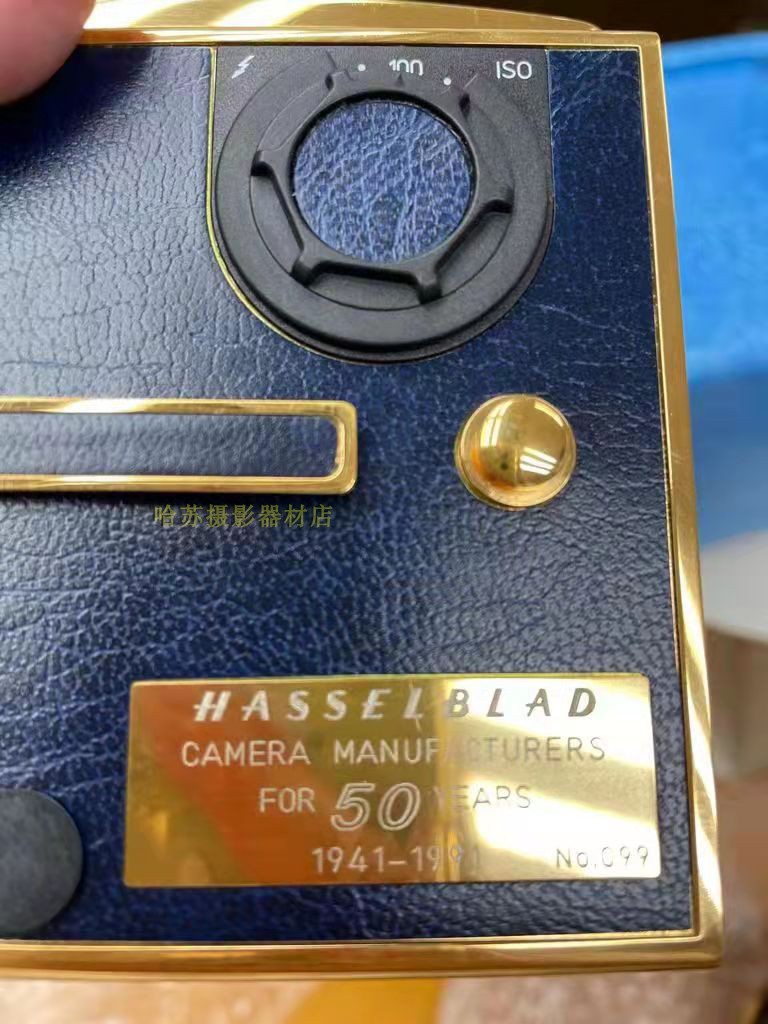 100 ISO
哈苏摄影器材店
HASSELBLAD
CAMERA MANUFACTURERS
FOR 50 YEARS
1941-1991 No.099